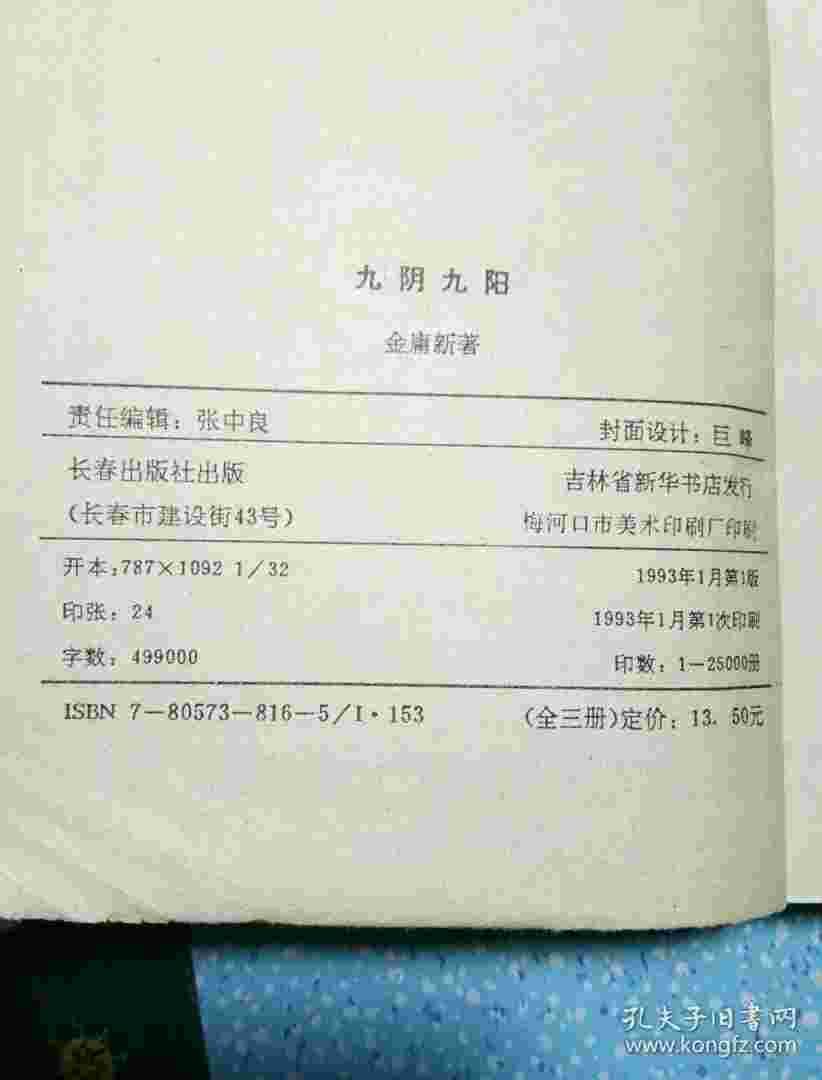 九阴九阳
金庸新著
责任编辑：张中良
封面设计：巨峰
长春出版社出版
吉林省新华书店发行
（长春市建设街43号）
梅河口市美术印刷厂印刷
开本：787×1092 1/32
1993年1月第1版
印张：24
1993年1月第1次印刷
字数：499000
印数：1—25000册
ISBN 7—80573—816—5/I·153
（全三册）定价：13.50元
孔夫子旧书网
www.kongfz.com